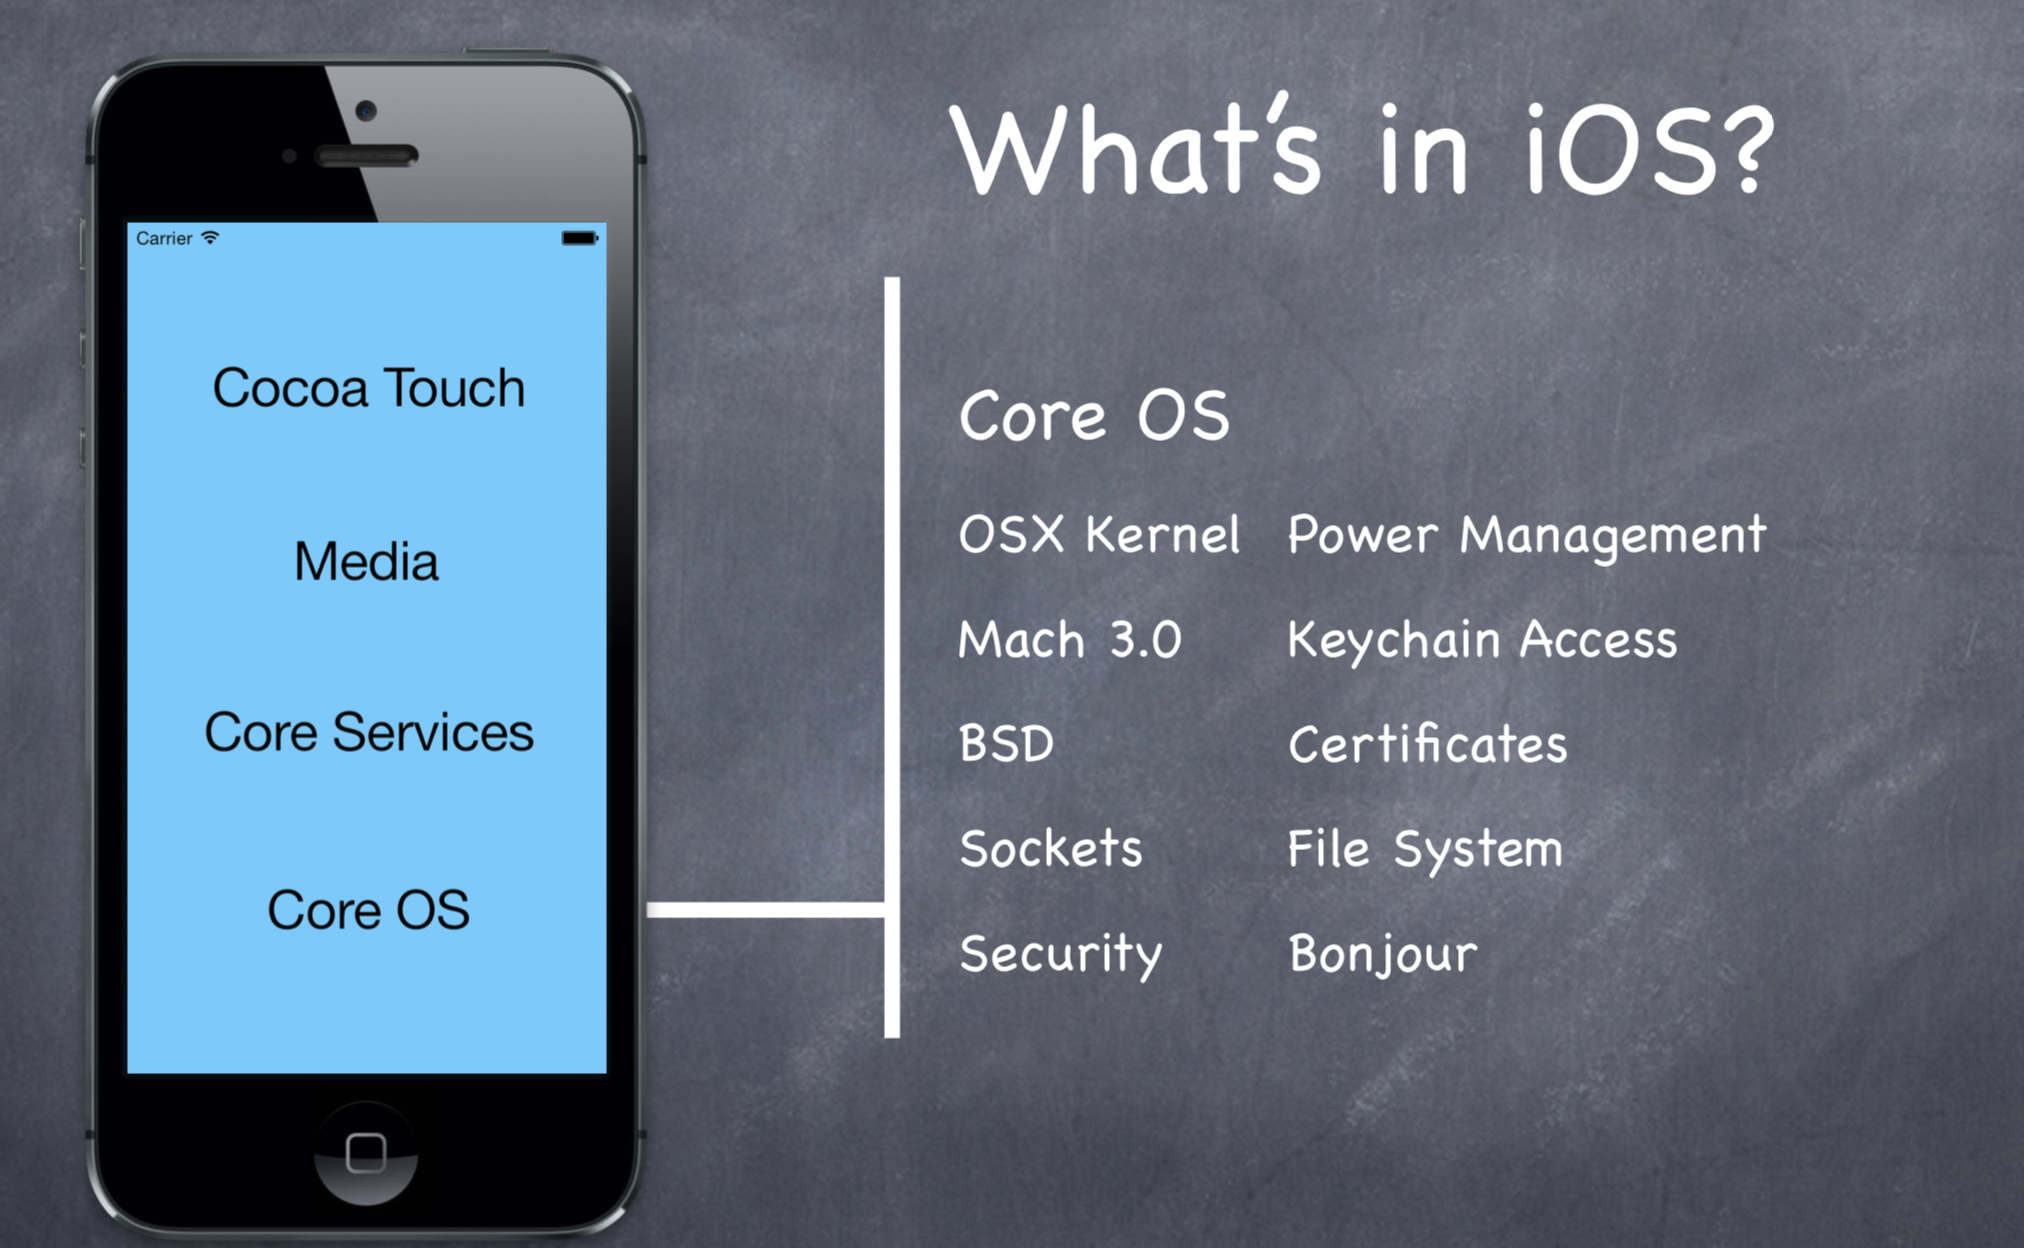 What's in iOS?
Carrier
Cocoa Touch
Media
Core Services
Core OS
Core OS
OSX Kernel Power Management
Mach 3.0 Keychain Access
BSD Certificates
Sockets File System
Security Bonjour